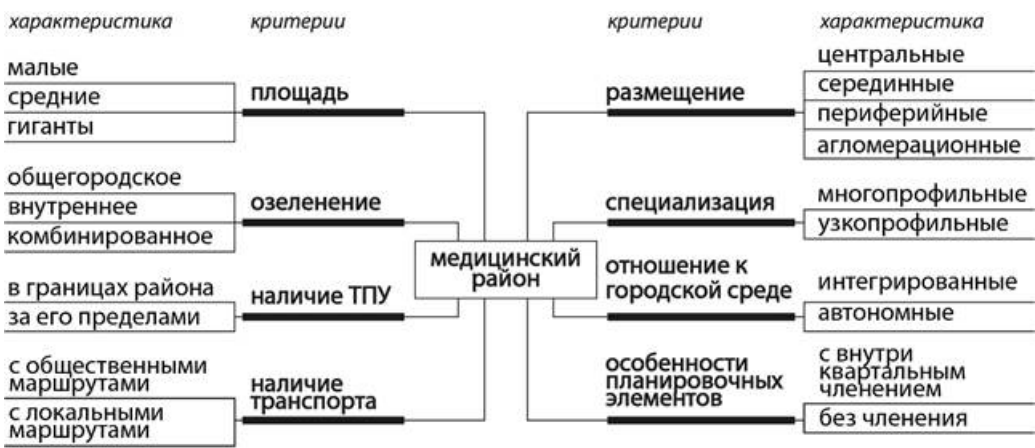 характеристика
критерии
критерии
характеристика
малые
средние
гиганты
площадь
общегородское
внутреннее
комбинированное
озеленение
в границах района
за его пределами
наличие ТПУ
с общественными
маршрутами
с локальными
маршрутами
наличие
транспорта
медицинский
район
размещение
центральные
серединные
периферийные
агломерационные
специализация
многопрофильные
узкопрофильные
отношение к
городской среде
интегрированные
автономные
особенности
планировочных
элементов
с внутри
квартальным
членением
без членения